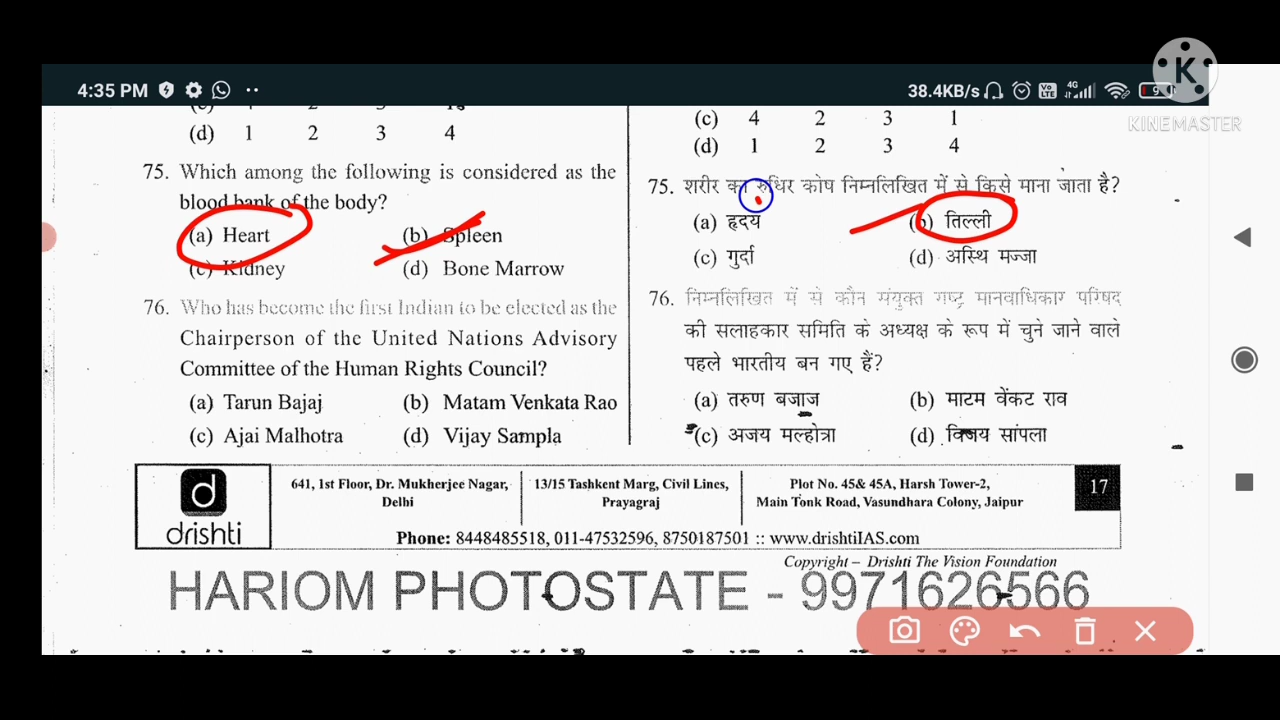 4:35 PM
38.4KB/s
4G
K
KINEMASTER
(d) 1 2 3 4
75. Which among the following is considered as the
blood bank of the body?
(a) Heart (b) Spleen
(c) Kidney (d) Bone Marrow
76. Who has become the first Indian to be elected as the
Chairperson of the United Nations Advisory
Committee of the Human Rights Council?
(a) Tarun Bajaj (b) Matam Venkata Rao
(c) Ajai Malhotra (d) Vijay Sampla
(c) 4 2 3 1
(d) 1 2 3 4
75. शरीर का रुधिर कोष निम्नलिखित में से किसे माना जाता है?
(a) हृदय (b) तिल्ली
(c) गुर्दा (d) अस्थि मज्जा
76. निम्नलिखित में से कौन संयुक्त राष्ट्र मानवाधिकार परिषद
की सलाहकार समिति के अध्यक्ष के रूप में चुने जाने वाले
पहले भारतीय बन गए हैं?
(a) तरुण बजाज (b) माटम वेंकट राव
(c) अजय मल्होत्रा (d) विजय सांपला
d
drishti
641, 1st Floor, Dr. Mukherjee Nagar,
Delhi
13/15 Tashkent Marg, Civil Lines,
Prayagraj
Plot No. 45& 45A, Harsh Tower-2,
Main Tonk Road, Vasundhara Colony, Jaipur
17
Phone: 8448485518, 011-47532596, 8750187501 :: www.drishtiIAS.com
Copyright – Drishti The Vision Foundation
HARIOM PHOTOSTATE - 9971626566